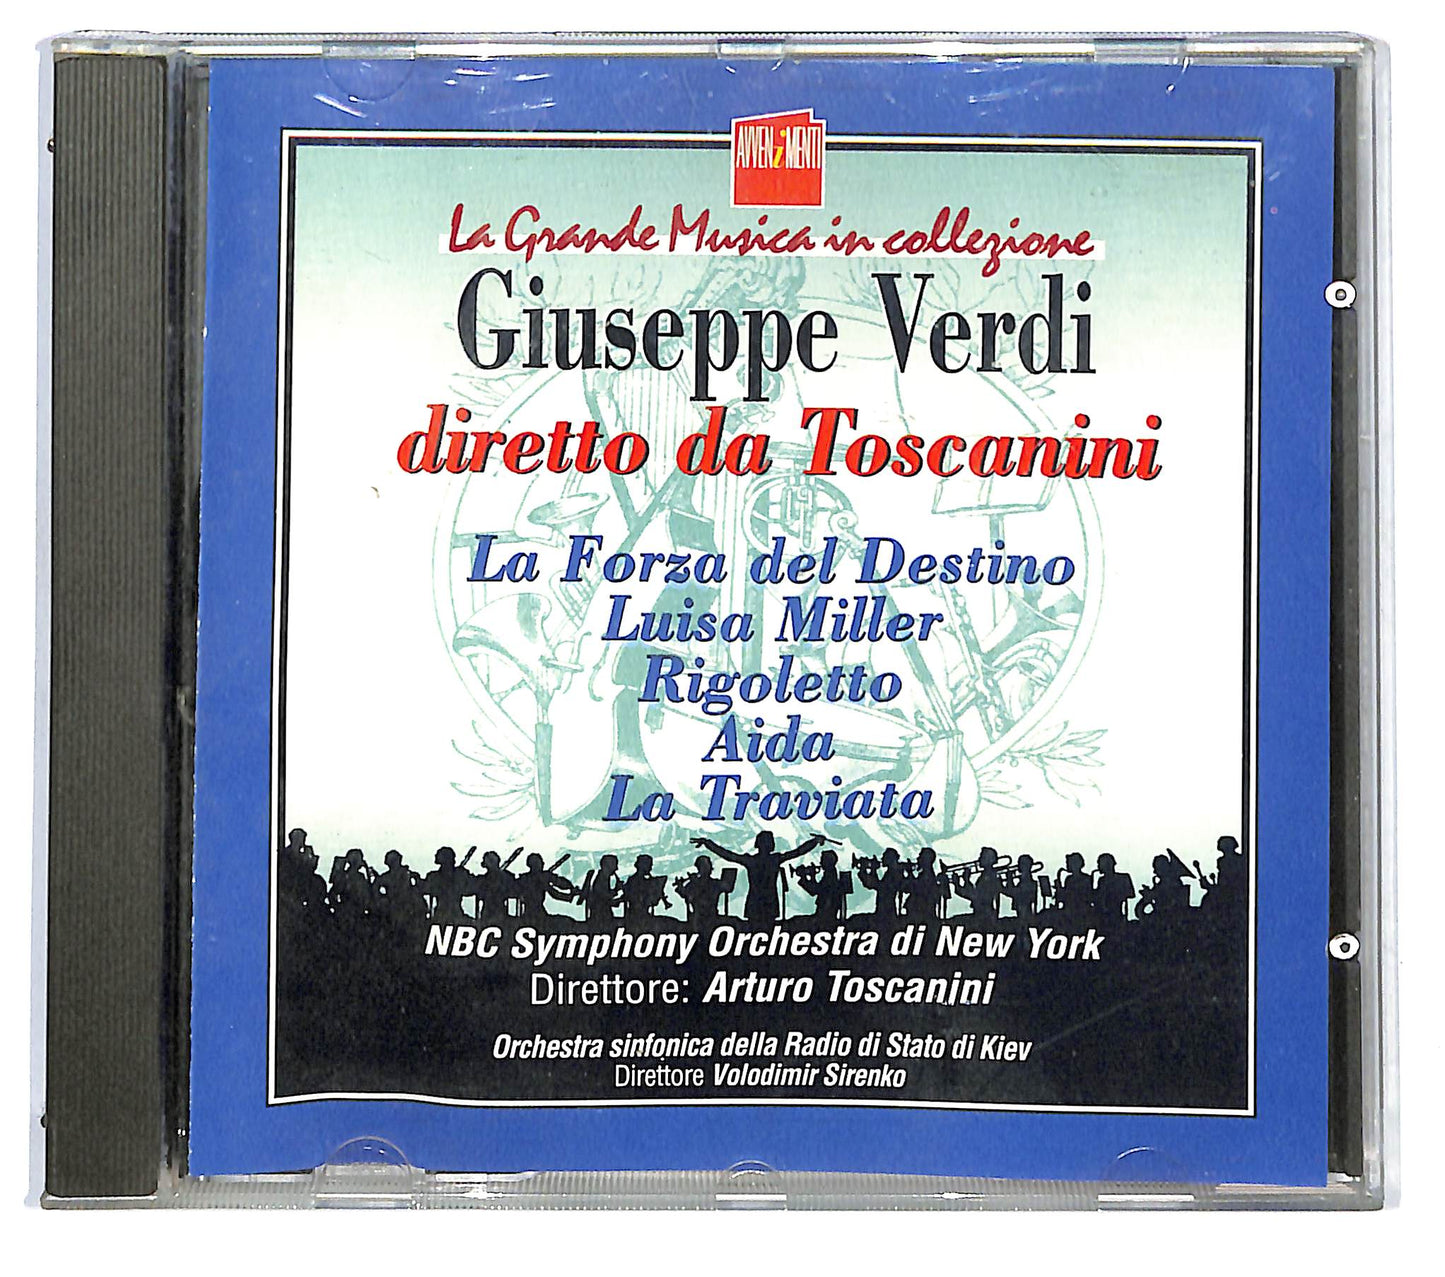 AVVENiMENTI
La Grande Musica in collezione
Giuseppe Verdi
diretto da Toscanini
La Forza del Destino
Luisa Miller
Rigoletto
Aida
La Traviata
NBC Symphony Orchestra di New York
Direttore: Arturo Toscanini
Orchestra sinfonica della Radio di Stato di Kiev
Direttore Volodimir Sirenko